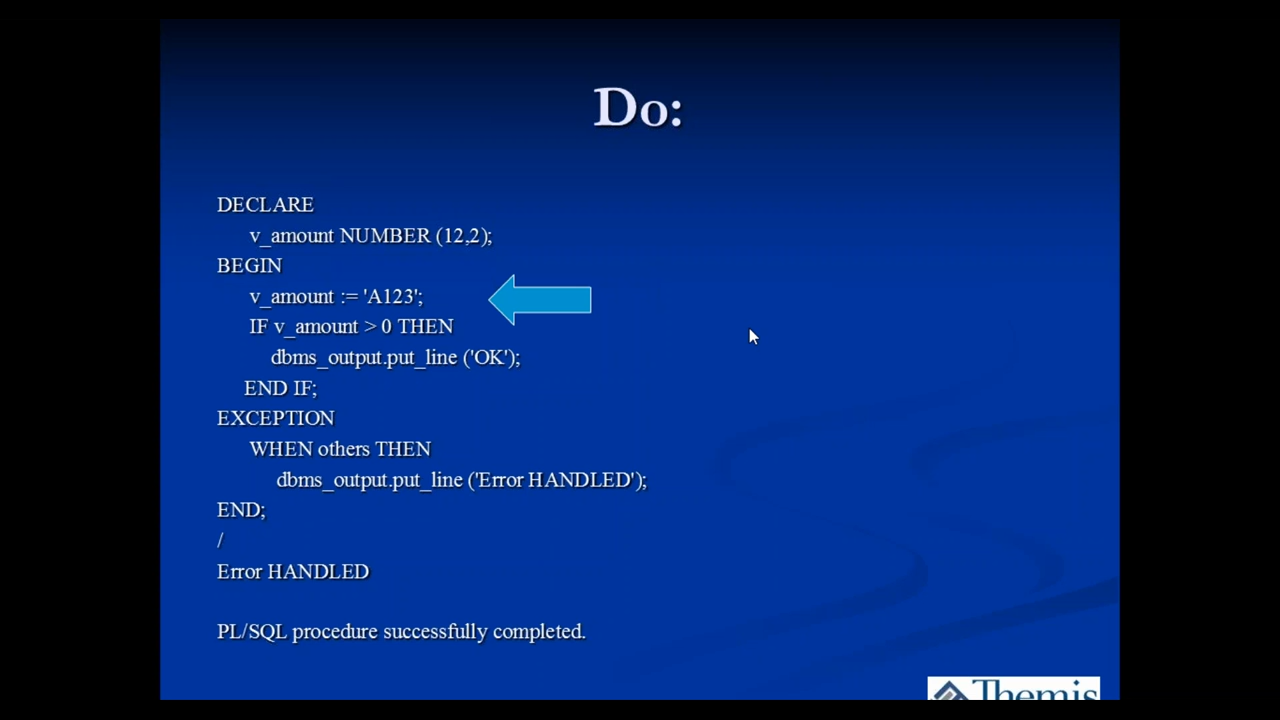 Do:
DECLARE
v_amount NUMBER (12,2);
BEGIN
v_amount := 'A123';
IF v_amount > 0 THEN
dbms_output.put_line ('OK');
END IF;
EXCEPTION
WHEN others THEN
dbms_output.put_line ('Error HANDLED');
END;
/
Error HANDLED
PL/SQL procedure successfully completed.
Themis